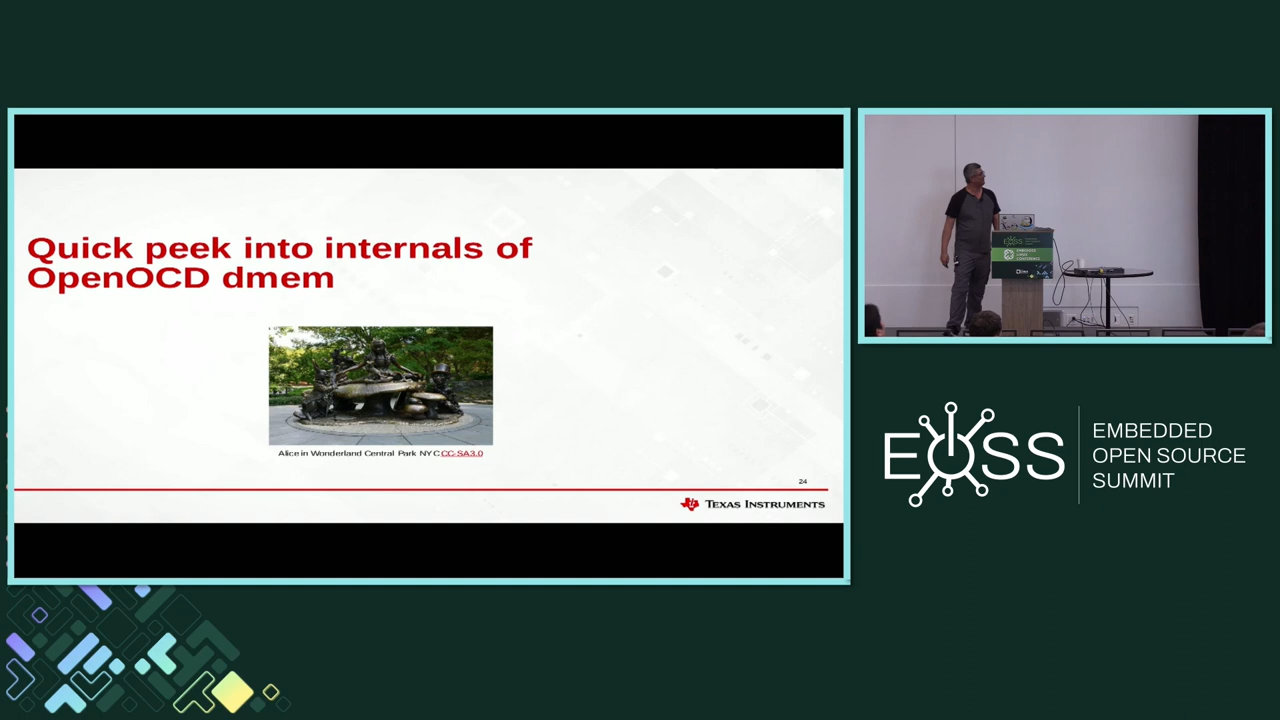 Quick peek into internals of
OpenOCD dmem
Alice in Wonderland Central Park NYC CC-SA3.0
24
TEXAS INSTRUMENTS
EOSS
EMBEDDED
OPEN SOURCE
SUMMIT